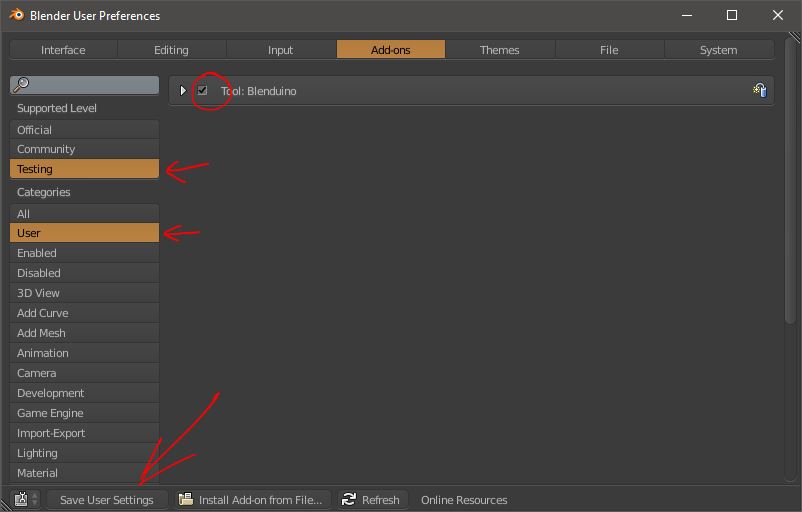 Blender User Preferences
Interface Editing Input Add-ons Themes File System
Supported Level
Official
Community
Testing
Categories
All
User
Enabled
Disabled
3D View
Add Curve
Add Mesh
Animation
Camera
Development
Game Engine
Import-Export
Lighting
Material
Tool: Blenduino
Save User Settings Install Add-on from File... Refresh Online Resources